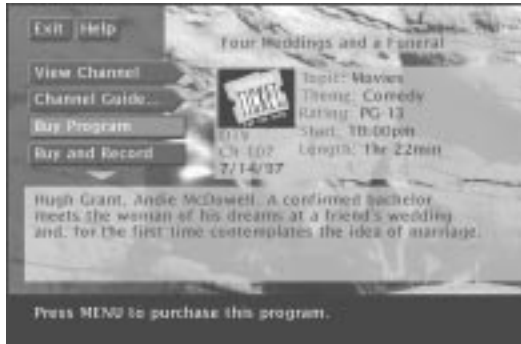 Exit Help
Four Weddings and a Funeral
View Channel
Channel Guide...
Buy Program
Buy and Record
TICKET
Topic: Movies
Theme: Comedy
Rating: PG-13
Start: 10:00pm
Length: 1hr 22min
Ch 107
7/14/97
Hugh Grant, Andie McDowell. A confirmed bachelor
meets the woman of his dreams at a friend's wedding
and, for the first time contemplates the idea of marriage.
Press MENU to purchase this program.